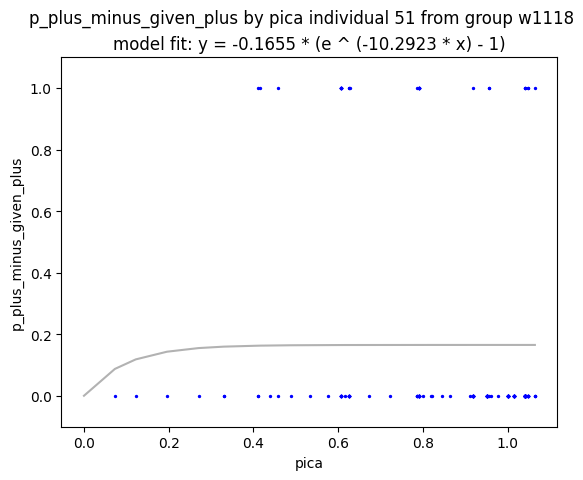 p_plus_minus_given_plus by pica individual 51 from group w1118
model fit: y = -0.1655 * (e ^ (-10.2923 * x) - 1)
p_plus_minus_given_plus
1.0
0.8
0.6
0.4
0.2
0.0
0.0 0.2 0.4 0.6 0.8 1.0
pica